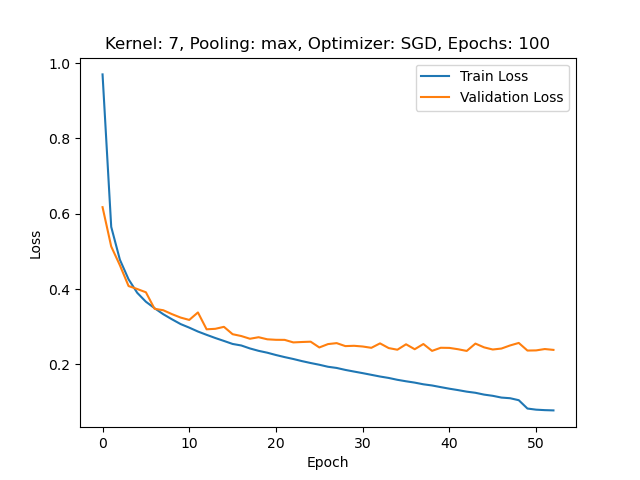 Kernel: 7, Pooling: max, Optimizer: SGD, Epochs: 100
Train Loss
Validation Loss
1.0
0.8
0.6
0.4
0.2
Loss
0
10
20
30
40
50
Epoch